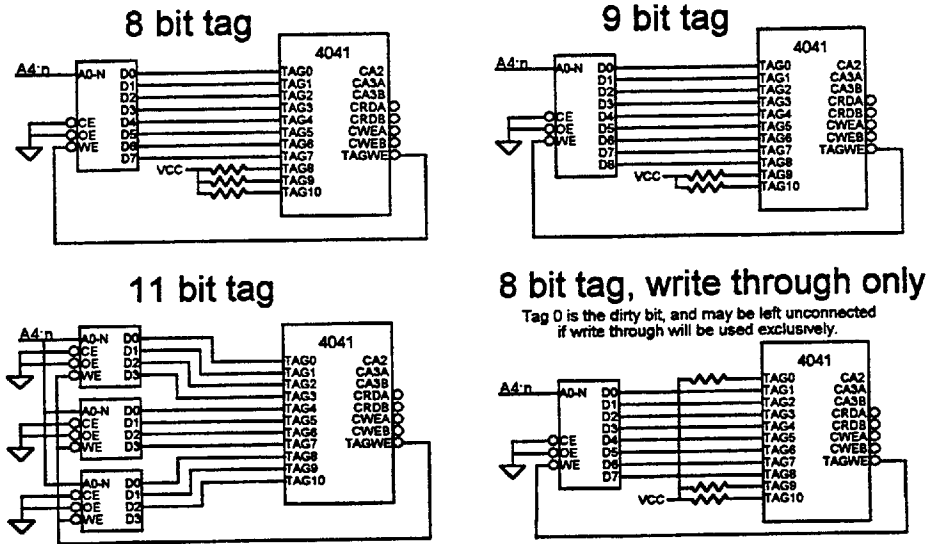 8 bit tag
A4:n
A0-N
CE
OE
WE
D0
D1
D2
D3
D4
D5
D6
D7
VCC
4041
TAG0
TAG1
TAG2
TAG3
TAG4
TAG5
TAG6
TAG7
TAG8
TAG9
TAG10
CA2
CA3A
CA3B
CRDA
CRDB
CWEA
CWEB
TAGWE
9 bit tag
A4:n
A0-N
CE
OE
WE
D0
D1
D2
D3
D4
D5
D6
D7
D8
VCC
4041
TAG0
TAG1
TAG2
TAG3
TAG4
TAG5
TAG6
TAG7
TAG8
TAG9
TAG10
CA2
CA3A
CA3B
CRDA
CRDB
CWEA
CWEB
TAGWE
11 bit tag
A4:n
A0-N
CE
OE
WE
D0
D1
D2
D3
A0-N
CE
OE
WE
D0
D1
D2
D3
A0-N
CE
OE
WE
D0
D1
D2
D3
4041
TAG0
TAG1
TAG2
TAG3
TAG4
TAG5
TAG6
TAG7
TAG8
TAG9
TAG10
CA2
CA3A
CA3B
CRDA
CRDB
CWEA
CWEB
TAGWE
8 bit tag, write through only
Tag 0 is the dirty bit, and may be left unconnected
if write through will be used exclusively.
A4:n
A0-N
CE
OE
WE
D0
D1
D2
D3
D4
D5
D6
D7
VCC
4041
TAG0
TAG1
TAG2
TAG3
TAG4
TAG5
TAG6
TAG7
TAG8
TAG9
TAG10
CA2
CA3A
CA3B
CRDA
CRDB
CWEA
CWEB
TAGWE